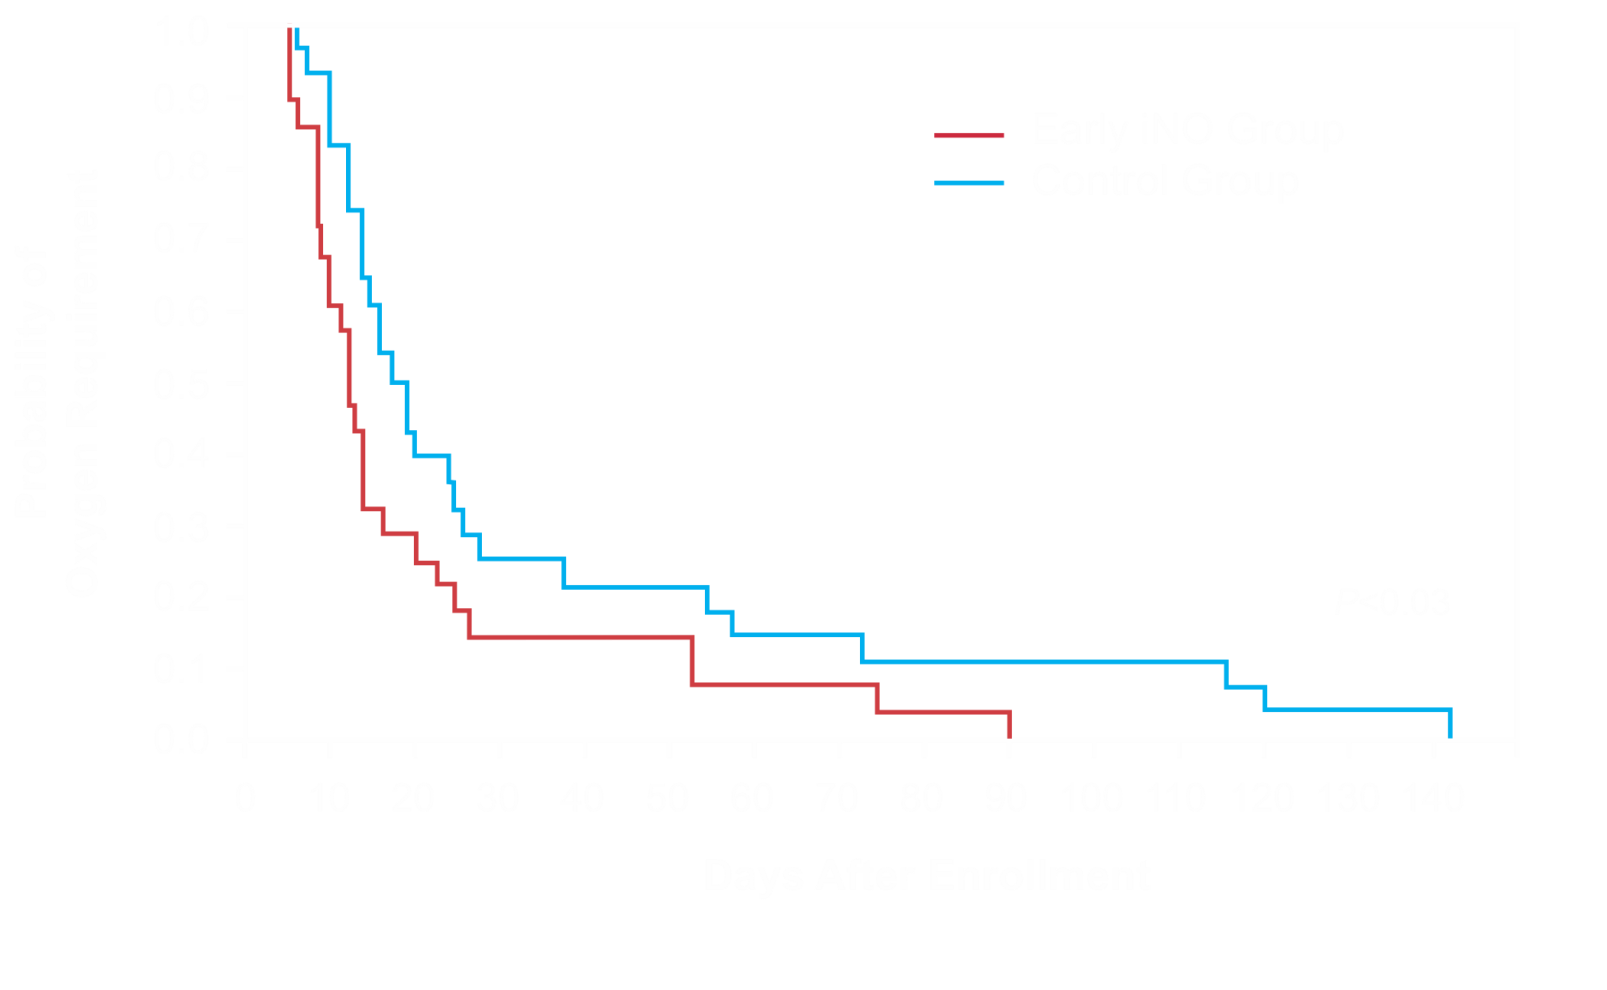 1.0
0.9
0.8
0.7
0.6
0.5
0.4
0.3
0.2
0.1
0.0
Probability of
Oxygen Requirement
Early iNO Group
Control Group
P<0.03
0 10 20 30 40 50 60 70 80 90 100 110 120 130 140
Days After Enrollment